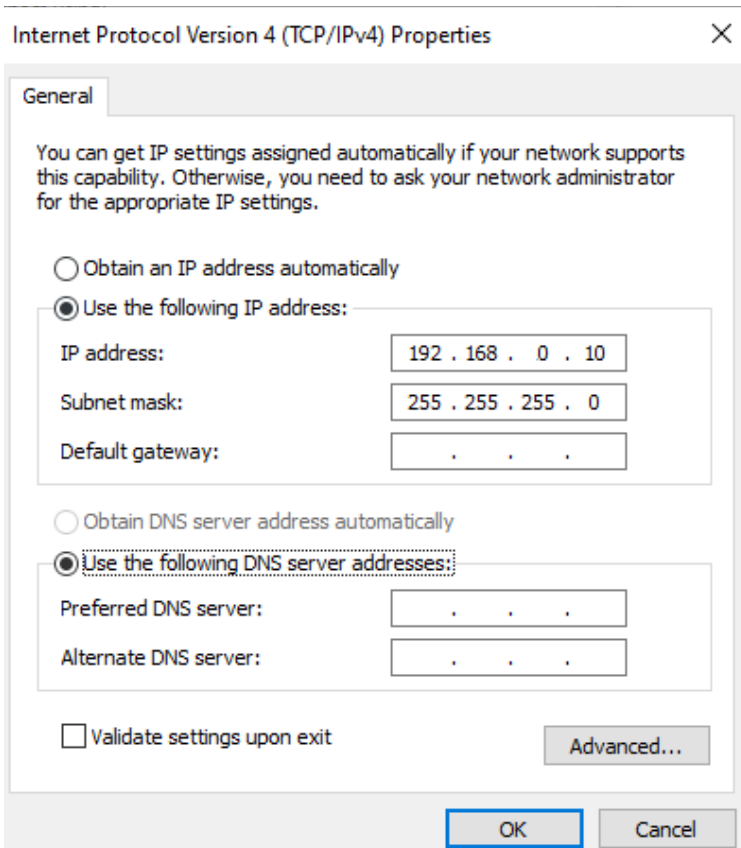 Internet Protocol Version 4 (TCP/IPv4) Properties
General
You can get IP settings assigned automatically if your network supports
this capability. Otherwise, you need to ask your network administrator
for the appropriate IP settings.
Obtain an IP address automatically
Use the following IP address:
IP address: 192 . 168 . 0 . 10
Subnet mask: 255 . 255 . 255 . 0
Default gateway: . . .
Obtain DNS server address automatically
Use the following DNS server addresses:
Preferred DNS server: . . .
Alternate DNS server: . . .
Validate settings upon exit
Advanced...
OK Cancel